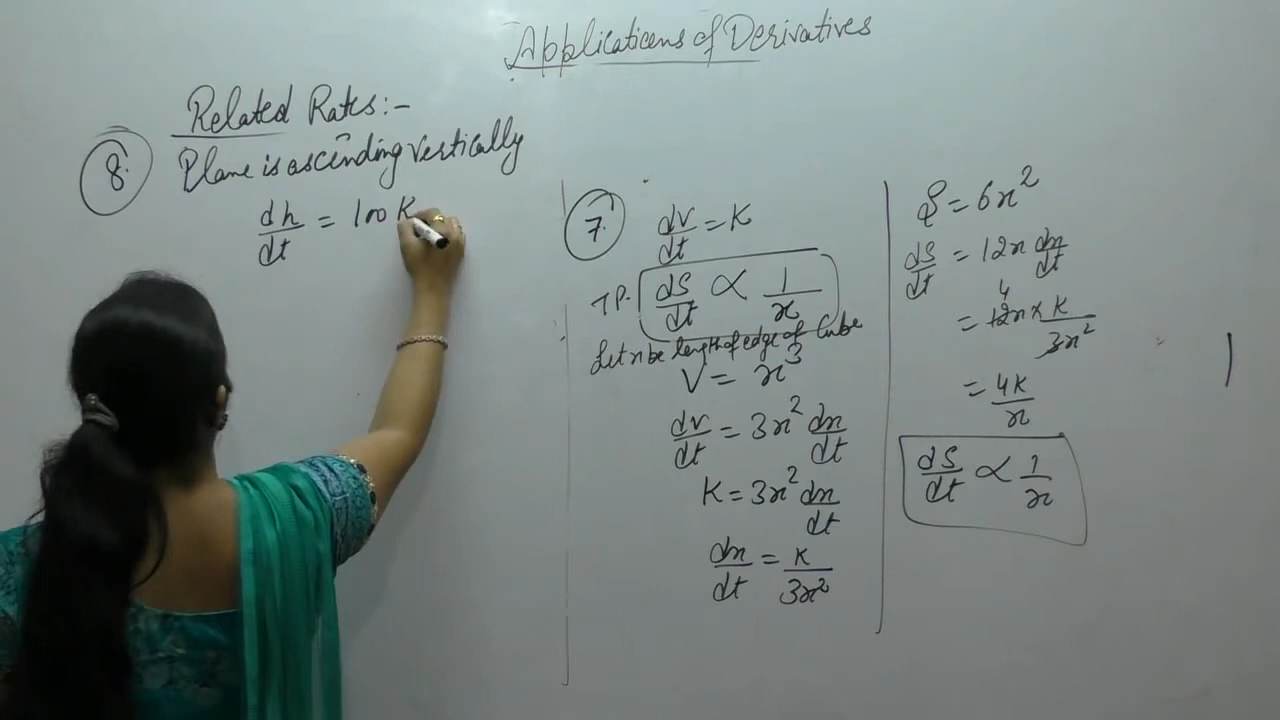 Applications of Derivatives
Related Rates:-
8. Plane is ascending vertically
dh/dt = 100 K
7. dv/dt = K
T.P. dS/dt ∝ 1/x
Let x be length of edge of Cube
V = x³
dv/dt = 3x² dx/dt
K = 3x² dx/dt
dx/dt = K/3x²
S = 6x²
dS/dt = 12x dx/dt
= 12x × K/3x² 4
= 4K/x
dS/dt ∝ 1/x